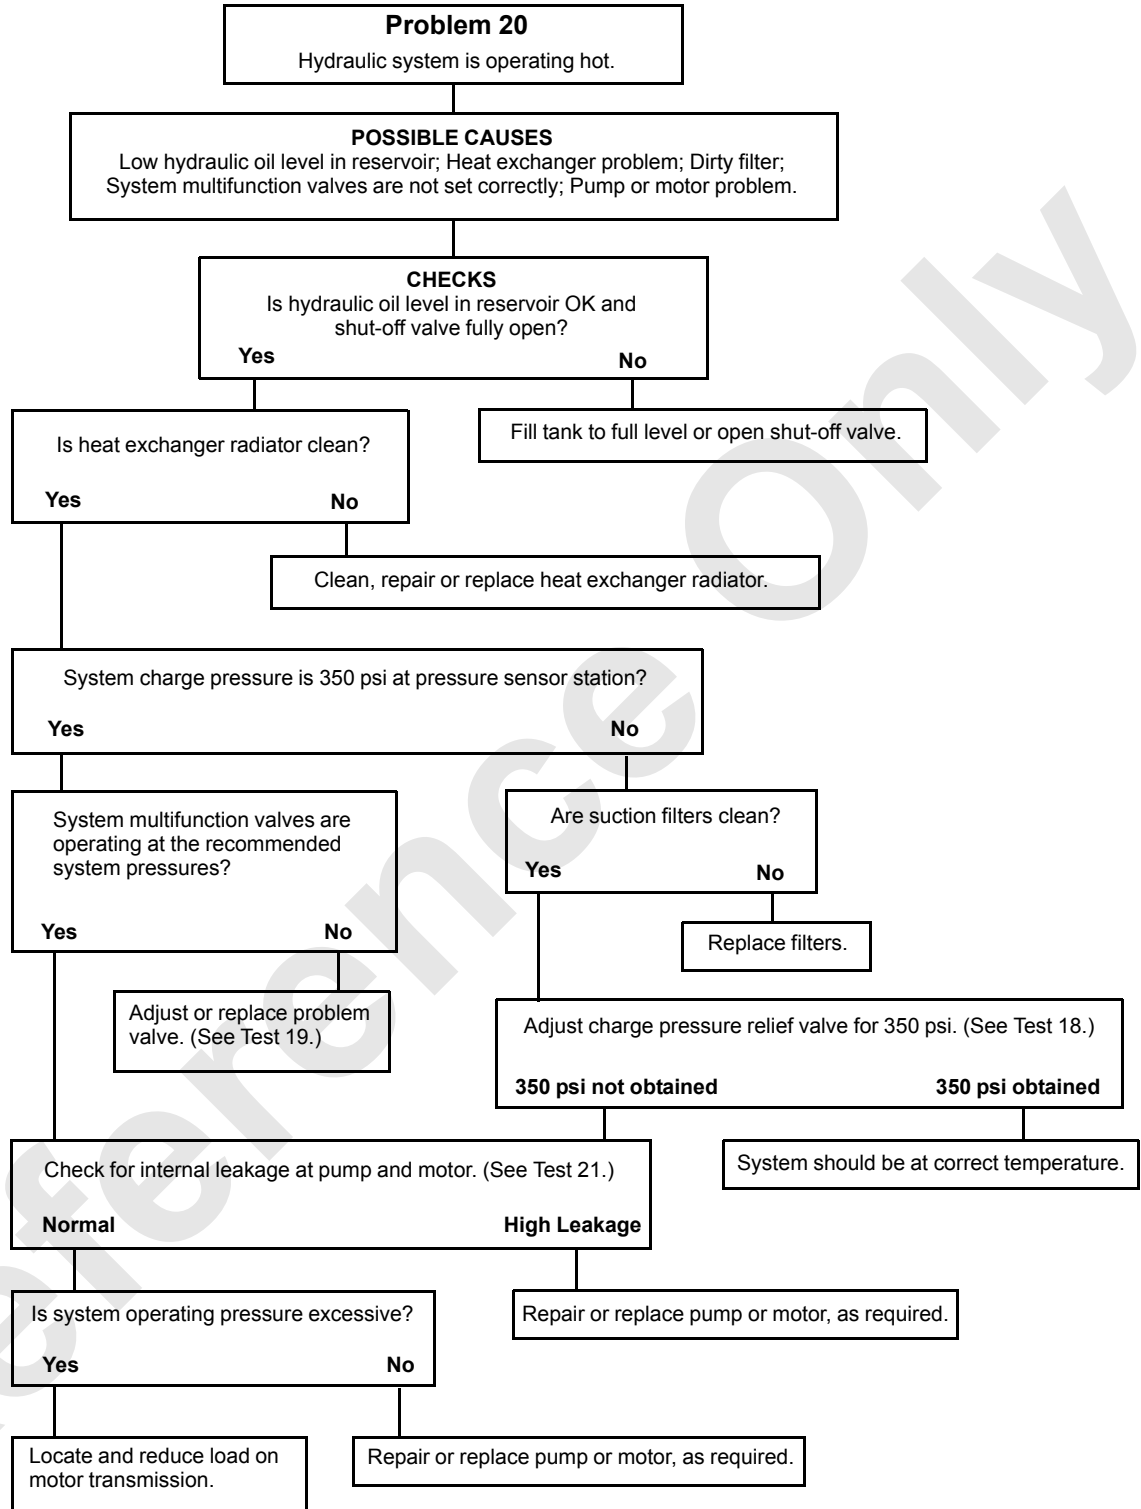 Problem 20
Hydraulic system is operating hot.
POSSIBLE CAUSES
Low hydraulic oil level in reservoir; Heat exchanger problem; Dirty filter;
System multifunction valves are not set correctly; Pump or motor problem.
CHECKS
Is hydraulic oil level in reservoir OK and
shut-off valve fully open?
Yes No
Is heat exchanger radiator clean?
Yes No
Fill tank to full level or open shut-off valve.
Clean, repair or replace heat exchanger radiator.
System charge pressure is 350 psi at pressure sensor station?
Yes No
System multifunction valves are
operating at the recommended
system pressures?
Yes No
Are suction filters clean?
Yes No
Replace filters.
Adjust or replace problem
valve. (See Test 19.)
Adjust charge pressure relief valve for 350 psi. (See Test 18.)
350 psi not obtained 350 psi obtained
Check for internal leakage at pump and motor. (See Test 21.)
Normal High Leakage
System should be at correct temperature.
Is system operating pressure excessive?
Yes No
Repair or replace pump or motor, as required.
Locate and reduce load on
motor transmission.
Repair or replace pump or motor, as required.
eference Only